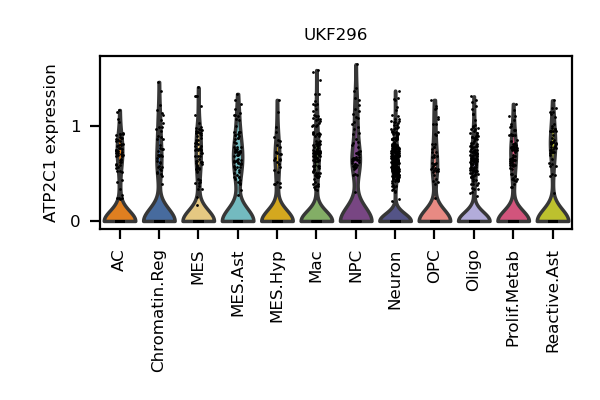 UKF296
ATP2C1 expression
1
0
AC
Chromatin.Reg
MES
MES.Ast
MES.Hyp
Mac
NPC
Neuron
OPC
Oligo
Prolif.Metab
Reactive.Ast